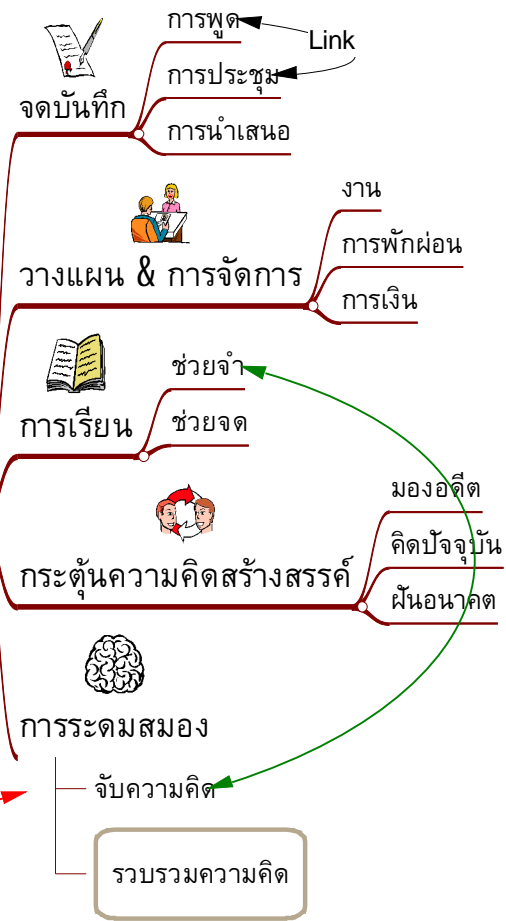 การพูด
Link
การประชุม
จดบันทึก
การนำเสนอ
งาน
การพักผ่อน
วางแผน & การจัดการ
การเงิน
ช่วยจำ
การเรียน
ช่วยจด
มองอดีต
คิดปัจจุบัน
กระตุ้นความคิดสร้างสรรค์
ฝันอนาคต
การระดมสมอง
จับความคิด
รวบรวมความคิด